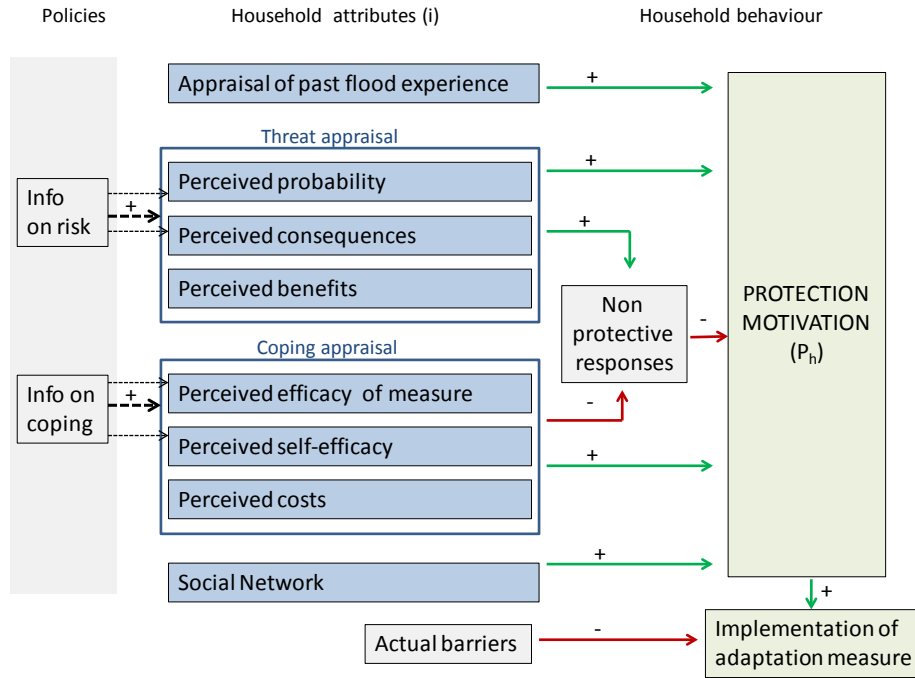 Policies
Household attributes (i)
Household behaviour
Appraisal of past flood experience
+
Threat appraisal
Perceived probability
+
Info
on risk
+
Perceived consequences
+
Perceived benefits
Non
protective
responses
-
PROTECTION
MOTIVATION
(Pₕ)
Coping appraisal
Info on
coping
+
Perceived efficacy of measure
-
Perceived self-efficacy
+
Perceived costs
Social Network
+
+
Actual barriers
-
Implementation of
adaptation measure